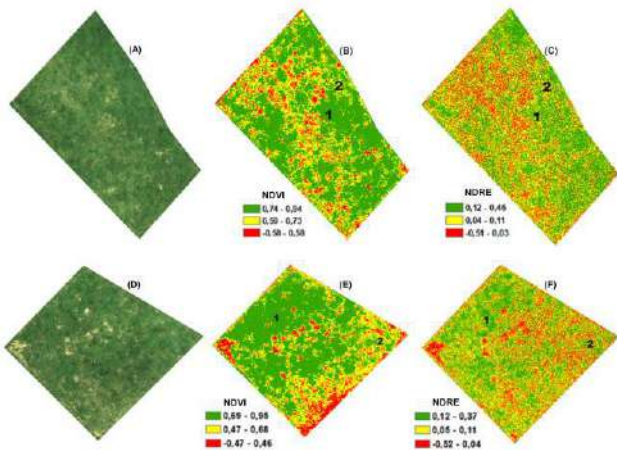 (A)
(B)
(C)
2
1
2
1
NDVI
0,74 - 0,84
0,59 - 0,73
-0,58 - 0,58
NDRE
0,12 - 0,46
0,04 - 0,11
-0,51 - 0,03
(D)
(E)
(F)
1
2
1
2
NDVI
0,69 - 0,95
0,47 - 0,68
-0,47 - 0,46
NDRE
0,12 - 0,37
0,05 - 0,11
-0,52 - 0,04